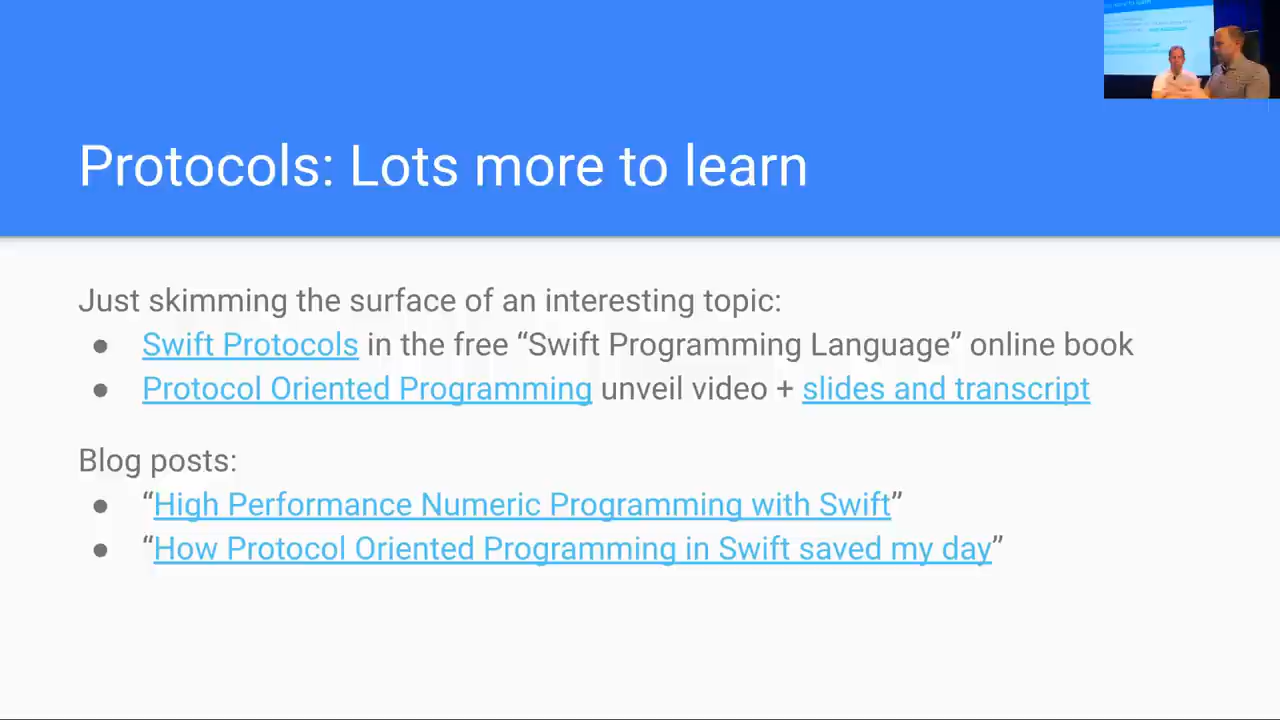 Protocols: Lots more to learn
Just skimming the surface of an interesting topic:
● Swift Protocols in the free “Swift Programming Language” online book
● Protocol Oriented Programming unveil video + slides and transcript
Blog posts:
● “High Performance Numeric Programming with Swift”
● “How Protocol Oriented Programming in Swift saved my day”